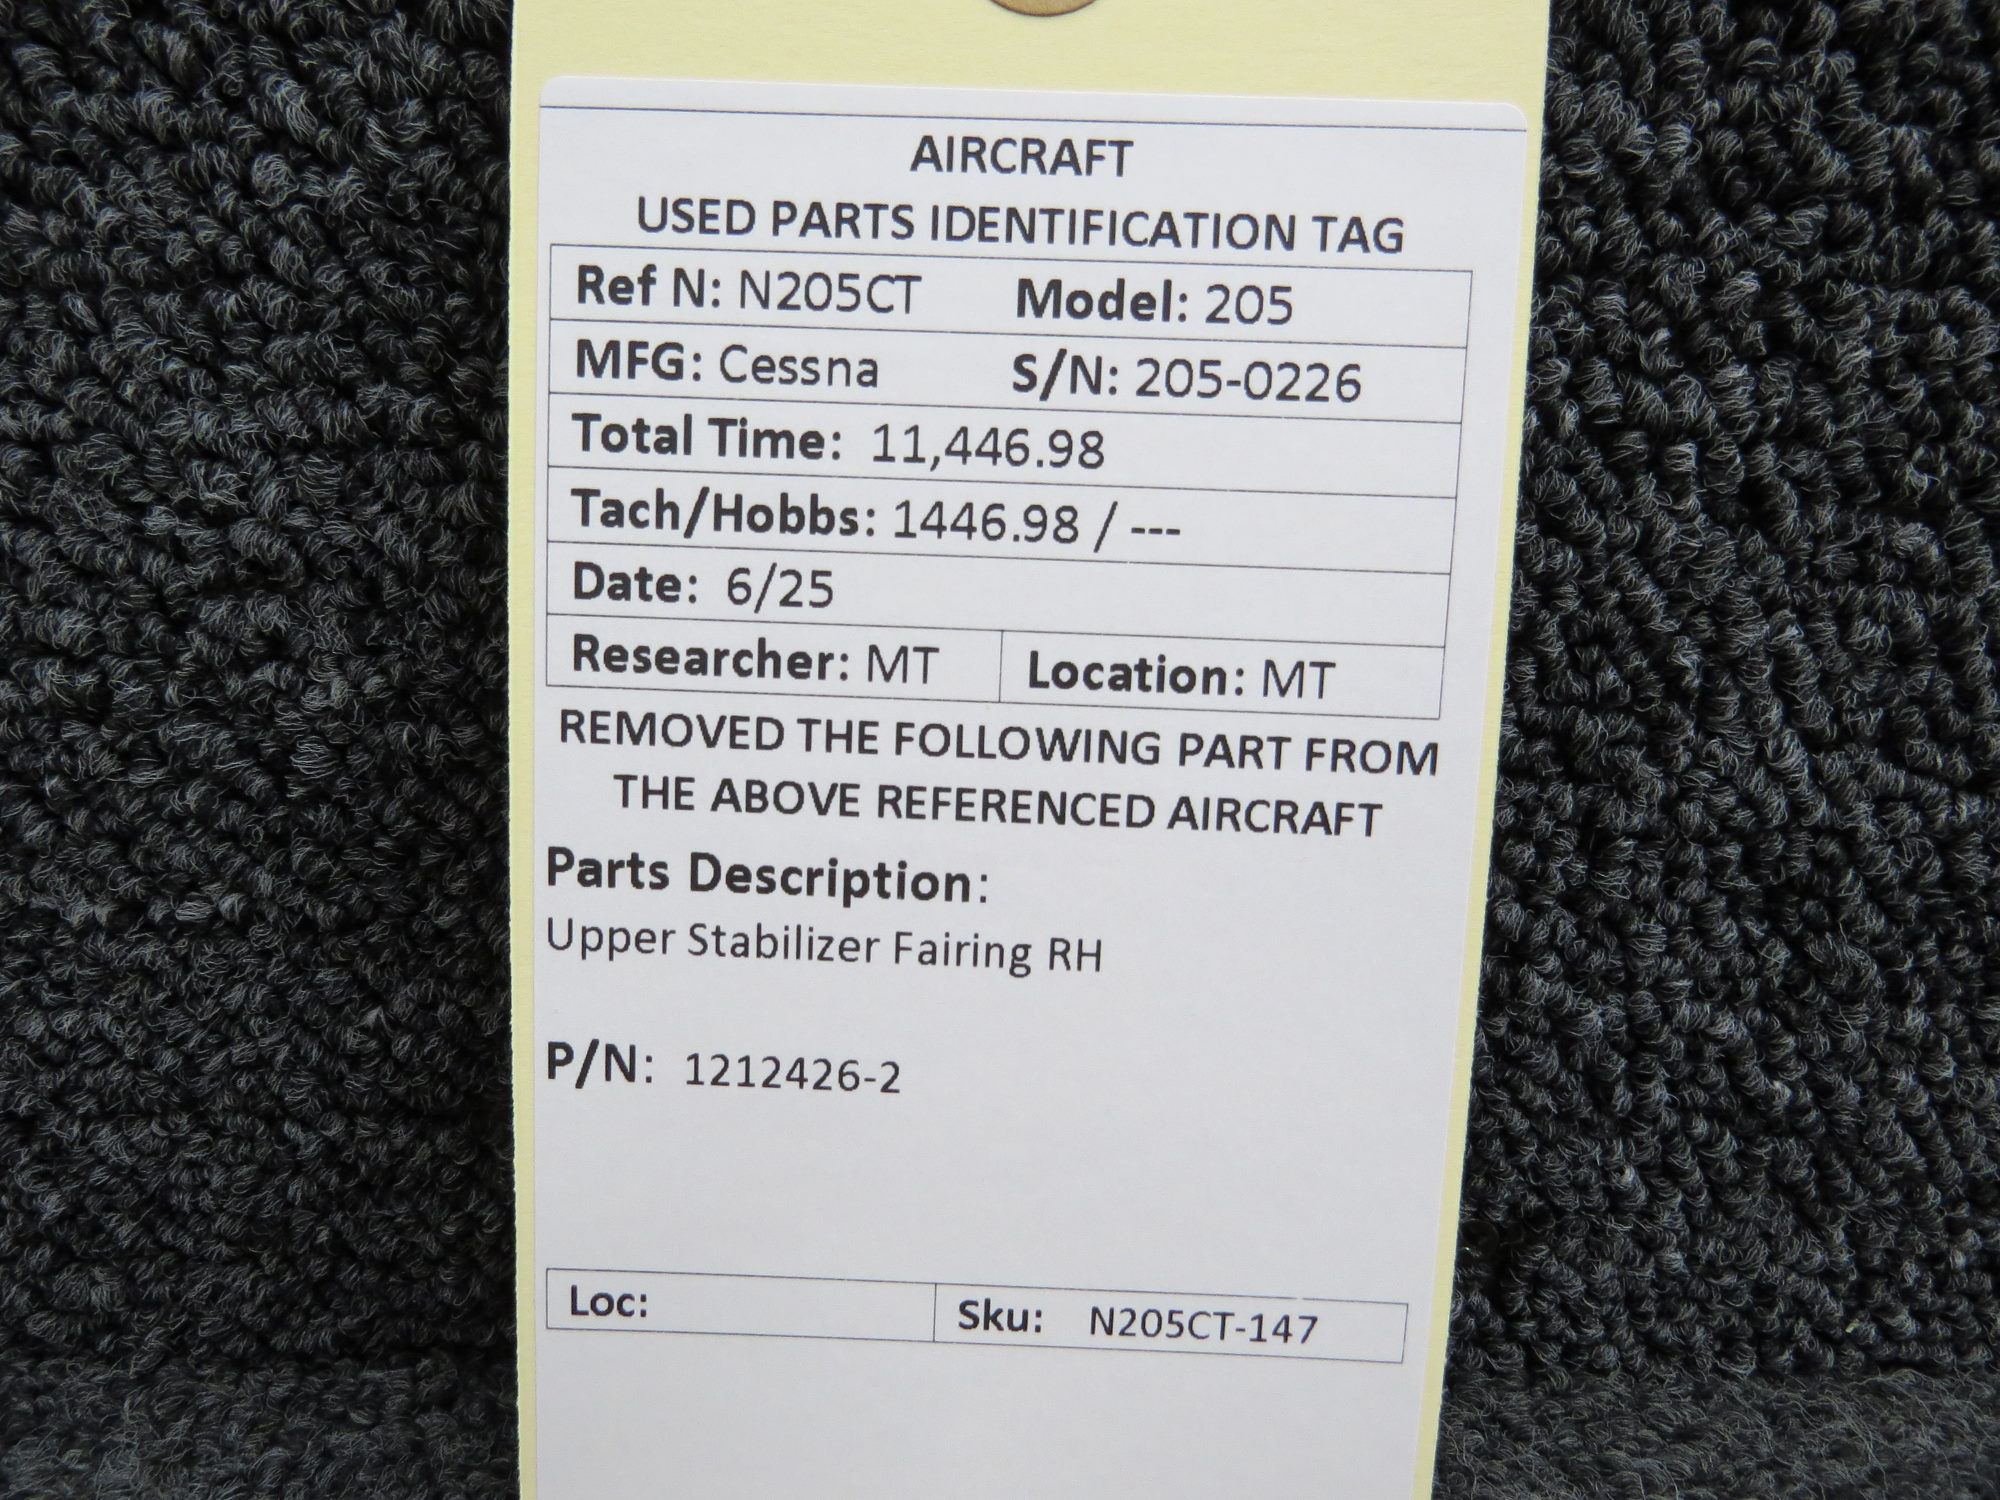 AIRCRAFT
USED PARTS IDENTIFICATION TAG
Ref N: N205CT Model: 205
MFG: Cessna S/N: 205-0226
Total Time: 11,446.98
Tach/Hobbs: 1446.98 / ---
Date: 6/25
Researcher: MT Location: MT
REMOVED THE FOLLOWING PART FROM
THE ABOVE REFERENCED AIRCRAFT
Parts Description:
Upper Stabilizer Fairing RH
P/N: 1212426-2
Loc: Sku: N205CT-147